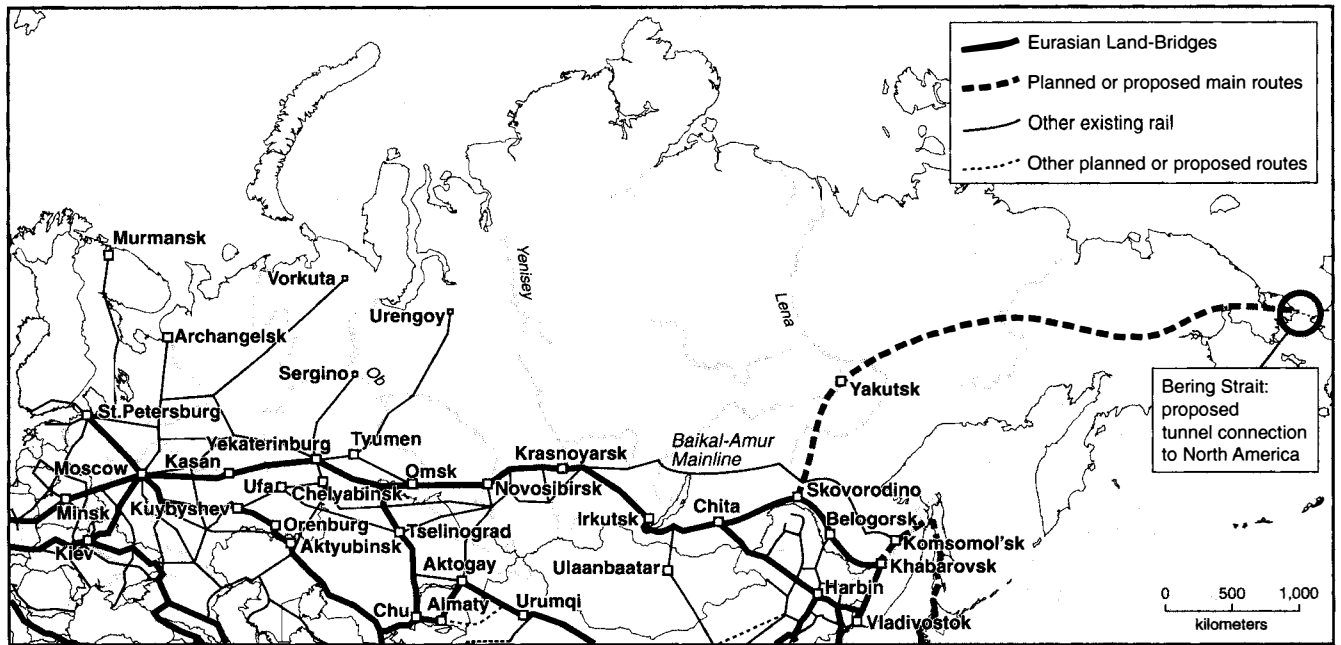 Eurasian Land-Bridges
Planned or proposed main routes
Other existing rail
Other planned or proposed routes
Murmansk
Vorkuta
Urengoy
Yenisey
Lena
Archangelsk
Sergino
Ob
Yakutsk
Bering Strait:
proposed
tunnel connection
to North America
St.Petersburg
Yekaterinburg
Tyumen
Krasnoyarsk
Baikal-Amur
Mainline
Moscow
Kasan
Omsk
Ufa
Chelyabinsk
Novosibirsk
Skovorodino
Minsk
Kuybyshev
Irkutsk
Chita
Belogorsk
Orenburg
Tselinograd
Kiev
Aktyubinsk
Komsomol'sk
Aktogay
Ulaanbaatar
Khabarovsk
Harbin
Chu
Almaty
Urumqi
Vladivostok
0 500 1,000
kilometers